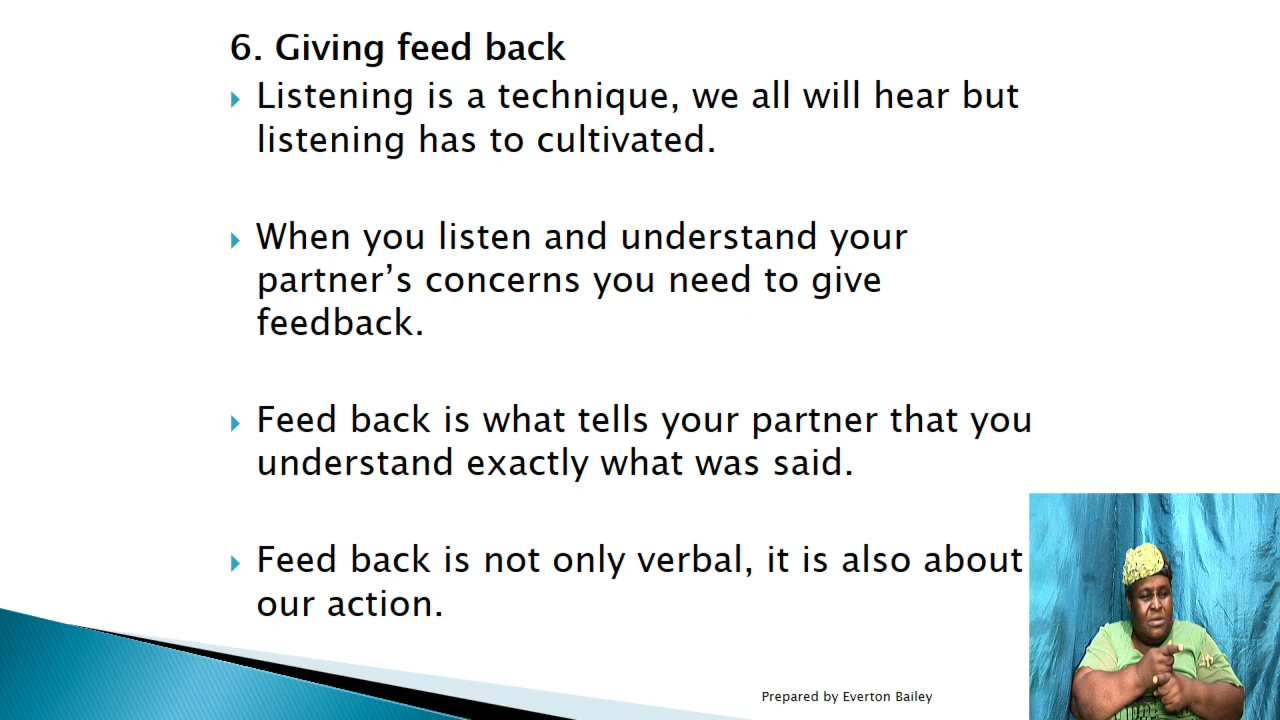 6. Giving feed back
Listening is a technique, we all will hear but
listening has to cultivated.
When you listen and understand your
partner’s concerns you need to give
feedback.
Feed back is what tells your partner that you
understand exactly what was said.
Feed back is not only verbal, it is also about
our action.
Prepared by Everton Bailey